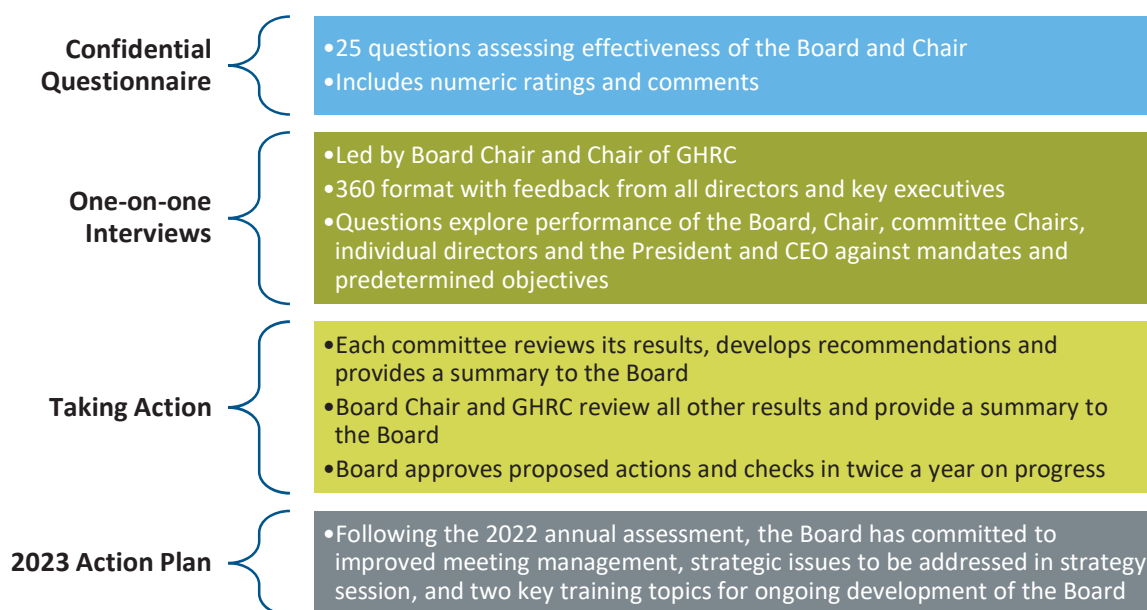 Confidential
Questionnaire
•25 questions assessing effectiveness of the Board and Chair
•Includes numeric ratings and comments
One-on-one
Interviews
•Led by Board Chair and Chair of GHRC
•360 format with feedback from all directors and key executives
•Questions explore performance of the Board, Chair, committee Chairs,
individual directors and the President and CEO against mandates and
predetermined objectives
Taking Action
•Each committee reviews its results, develops recommendations and
provides a summary to the Board
•Board Chair and GHRC review all other results and provide a summary to
the Board
•Board approves proposed actions and checks in twice a year on progress
2023 Action Plan
•Following the 2022 annual assessment, the Board has committed to
improved meeting management, strategic issues to be addressed in strategy
session, and two key training topics for ongoing development of the Board